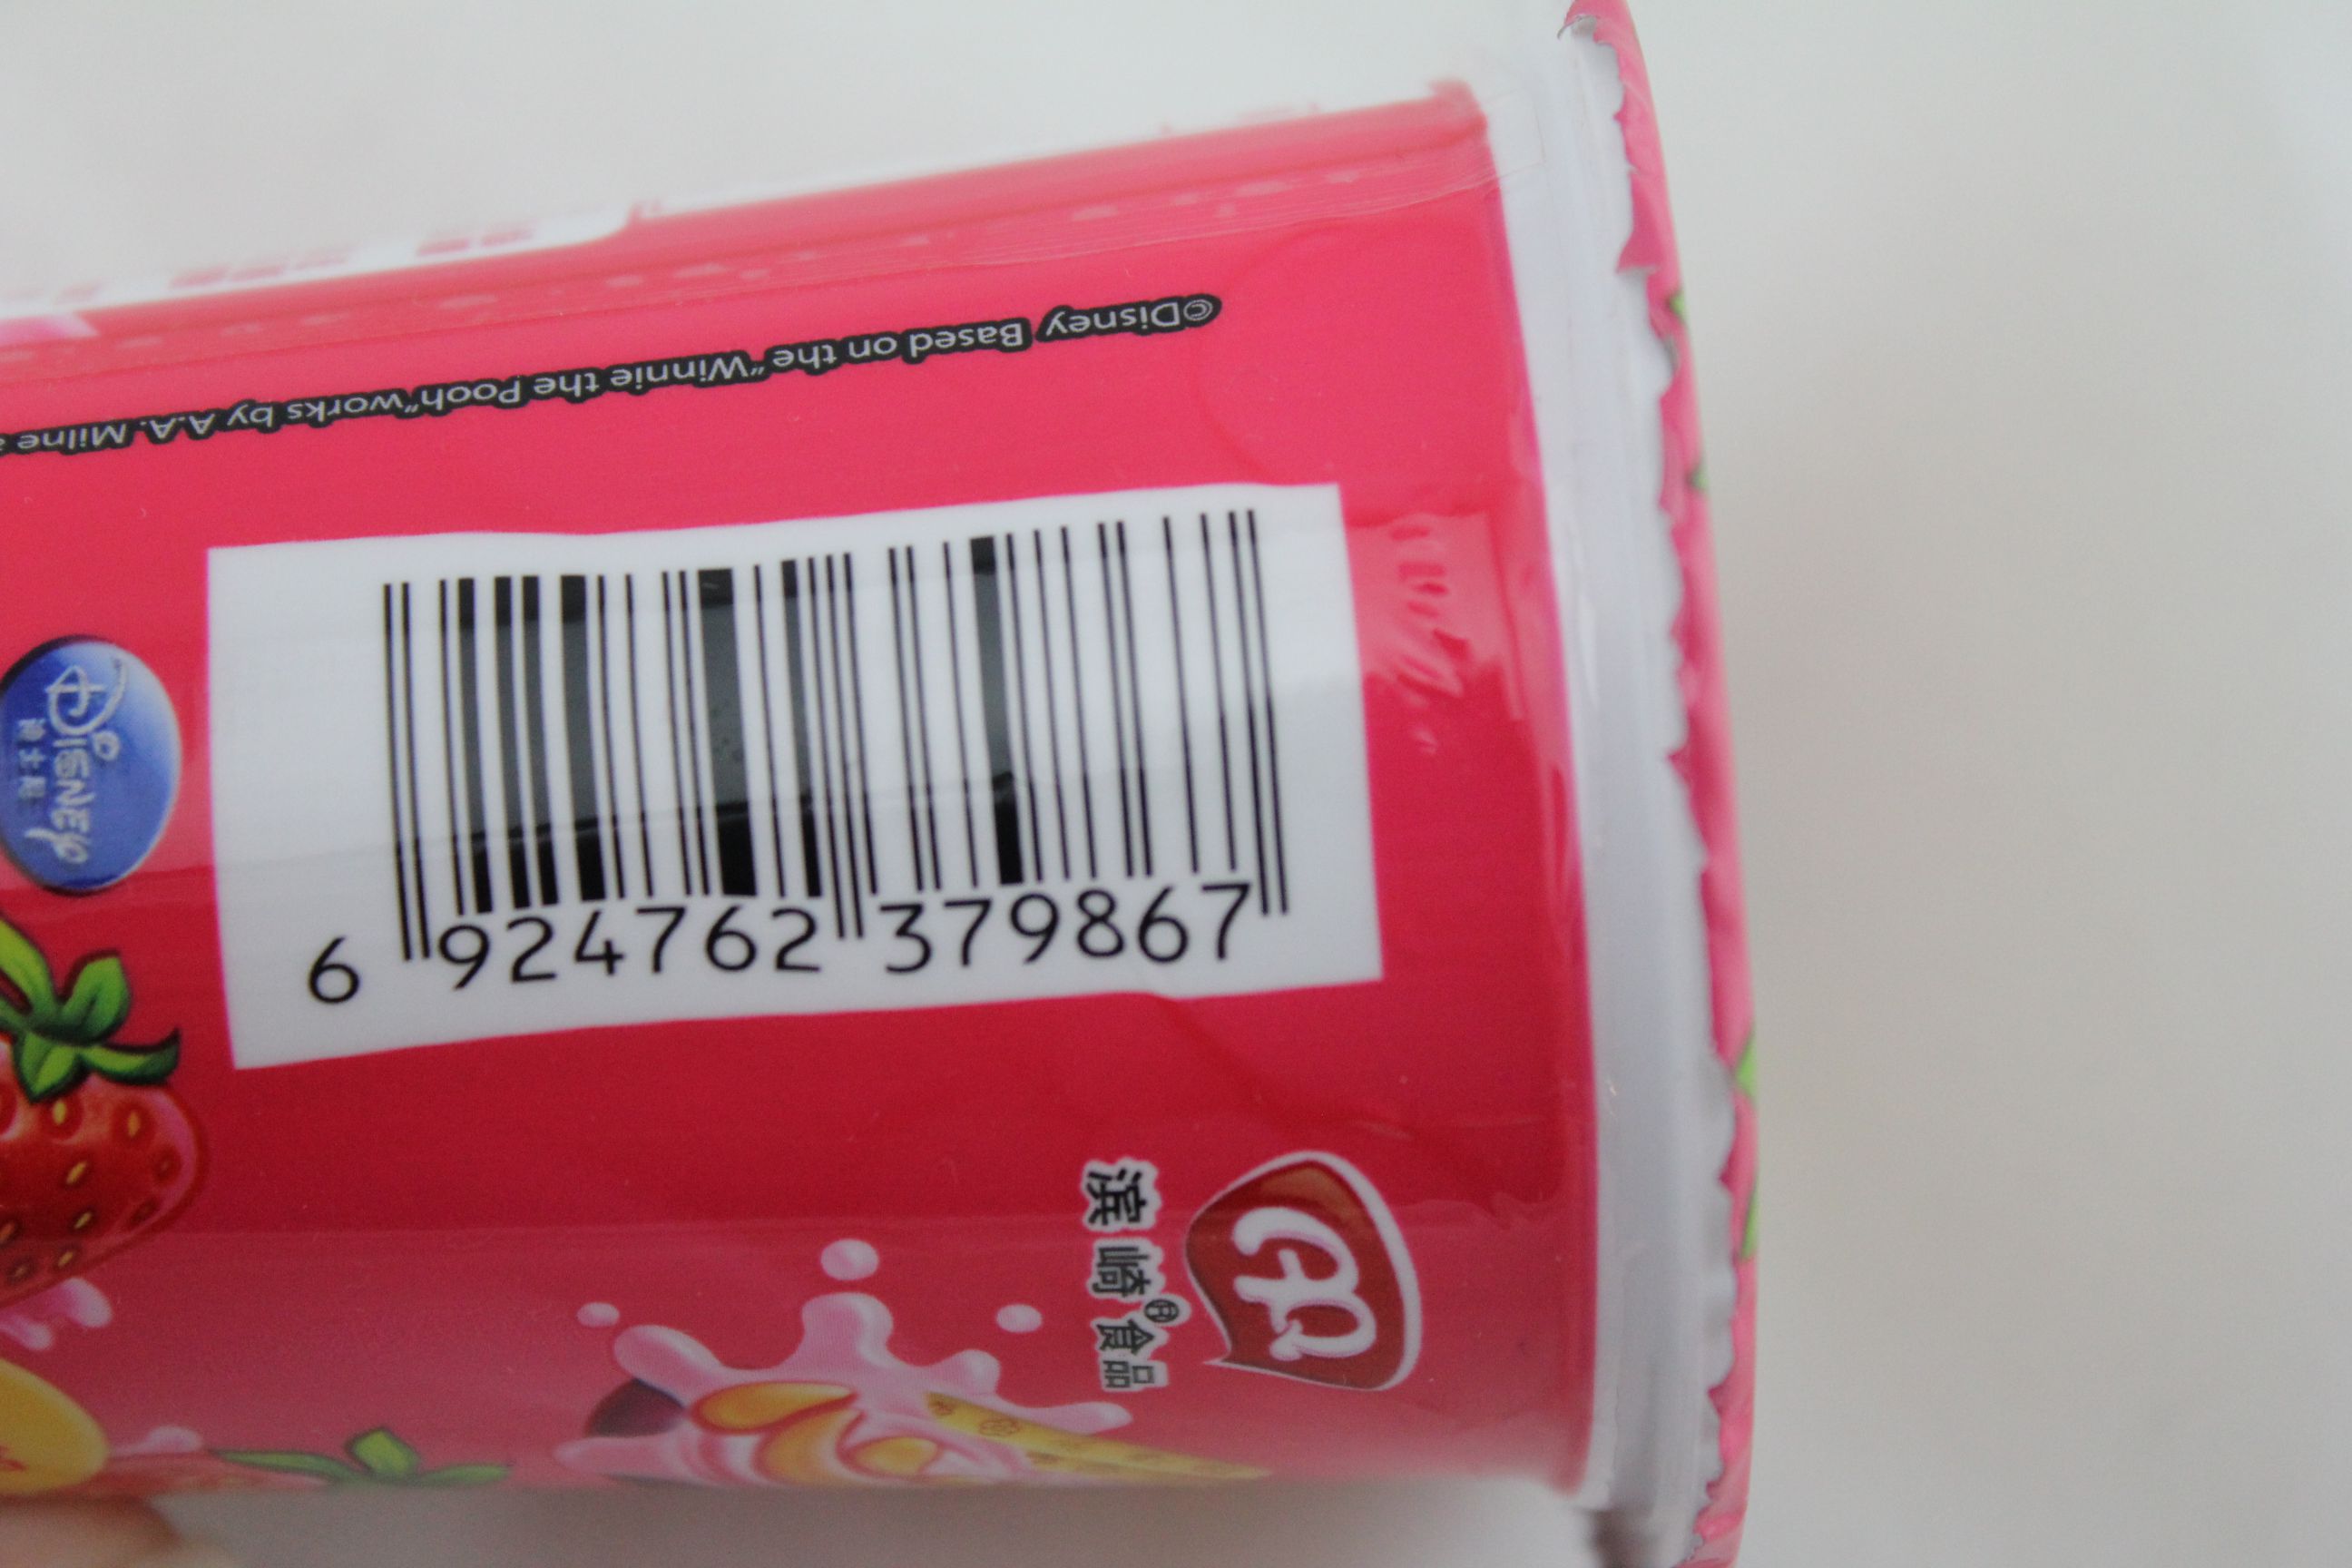 ©Disney Based on the "Winnie the Pooh" works by A.A. Milne
6 924762 379867
Disney
迪士尼
滨崎®食品